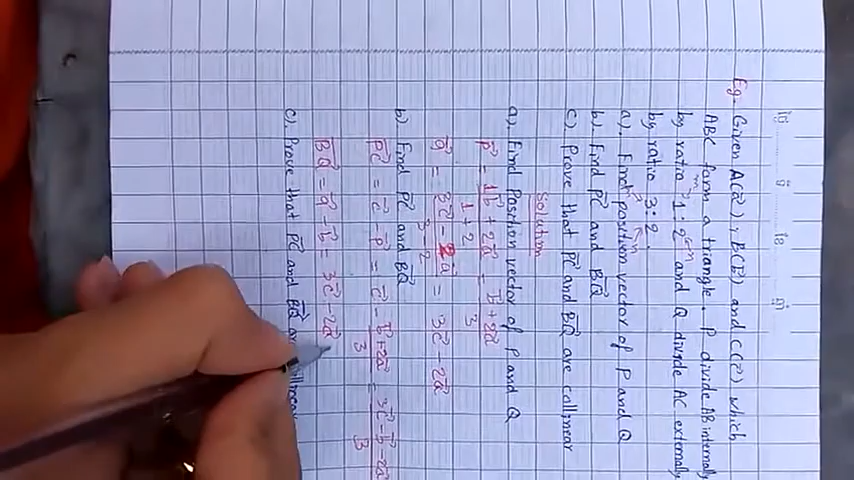 Eg. Given A(a⃗), B(b⃗) and C(c⃗) which
ABC form a triangle. P divide AB internally
by ratio 1:2 and Q divide AC externally
by ratio 3:2.
a). Find position vector of P and Q
b). Find PC and BQ
c) Prove that PC and BQ are collinear
Solution
a). Find Position vector of P and Q
p⃗ = (1b⃗ + 2a⃗)/(1+2) = (b⃗ + 2a⃗)/3
q⃗ = (3c⃗ - 2a⃗)/(3-2) = 3c⃗ - 2a⃗
b). Find PC and BQ
PC = c⃗ - p⃗ = c⃗ - (b⃗+2a⃗)/3 = (3c⃗-b⃗-2a⃗)/3
BQ = q⃗ - b⃗ = 3c⃗-2a⃗
c). Prove that PC and BQ